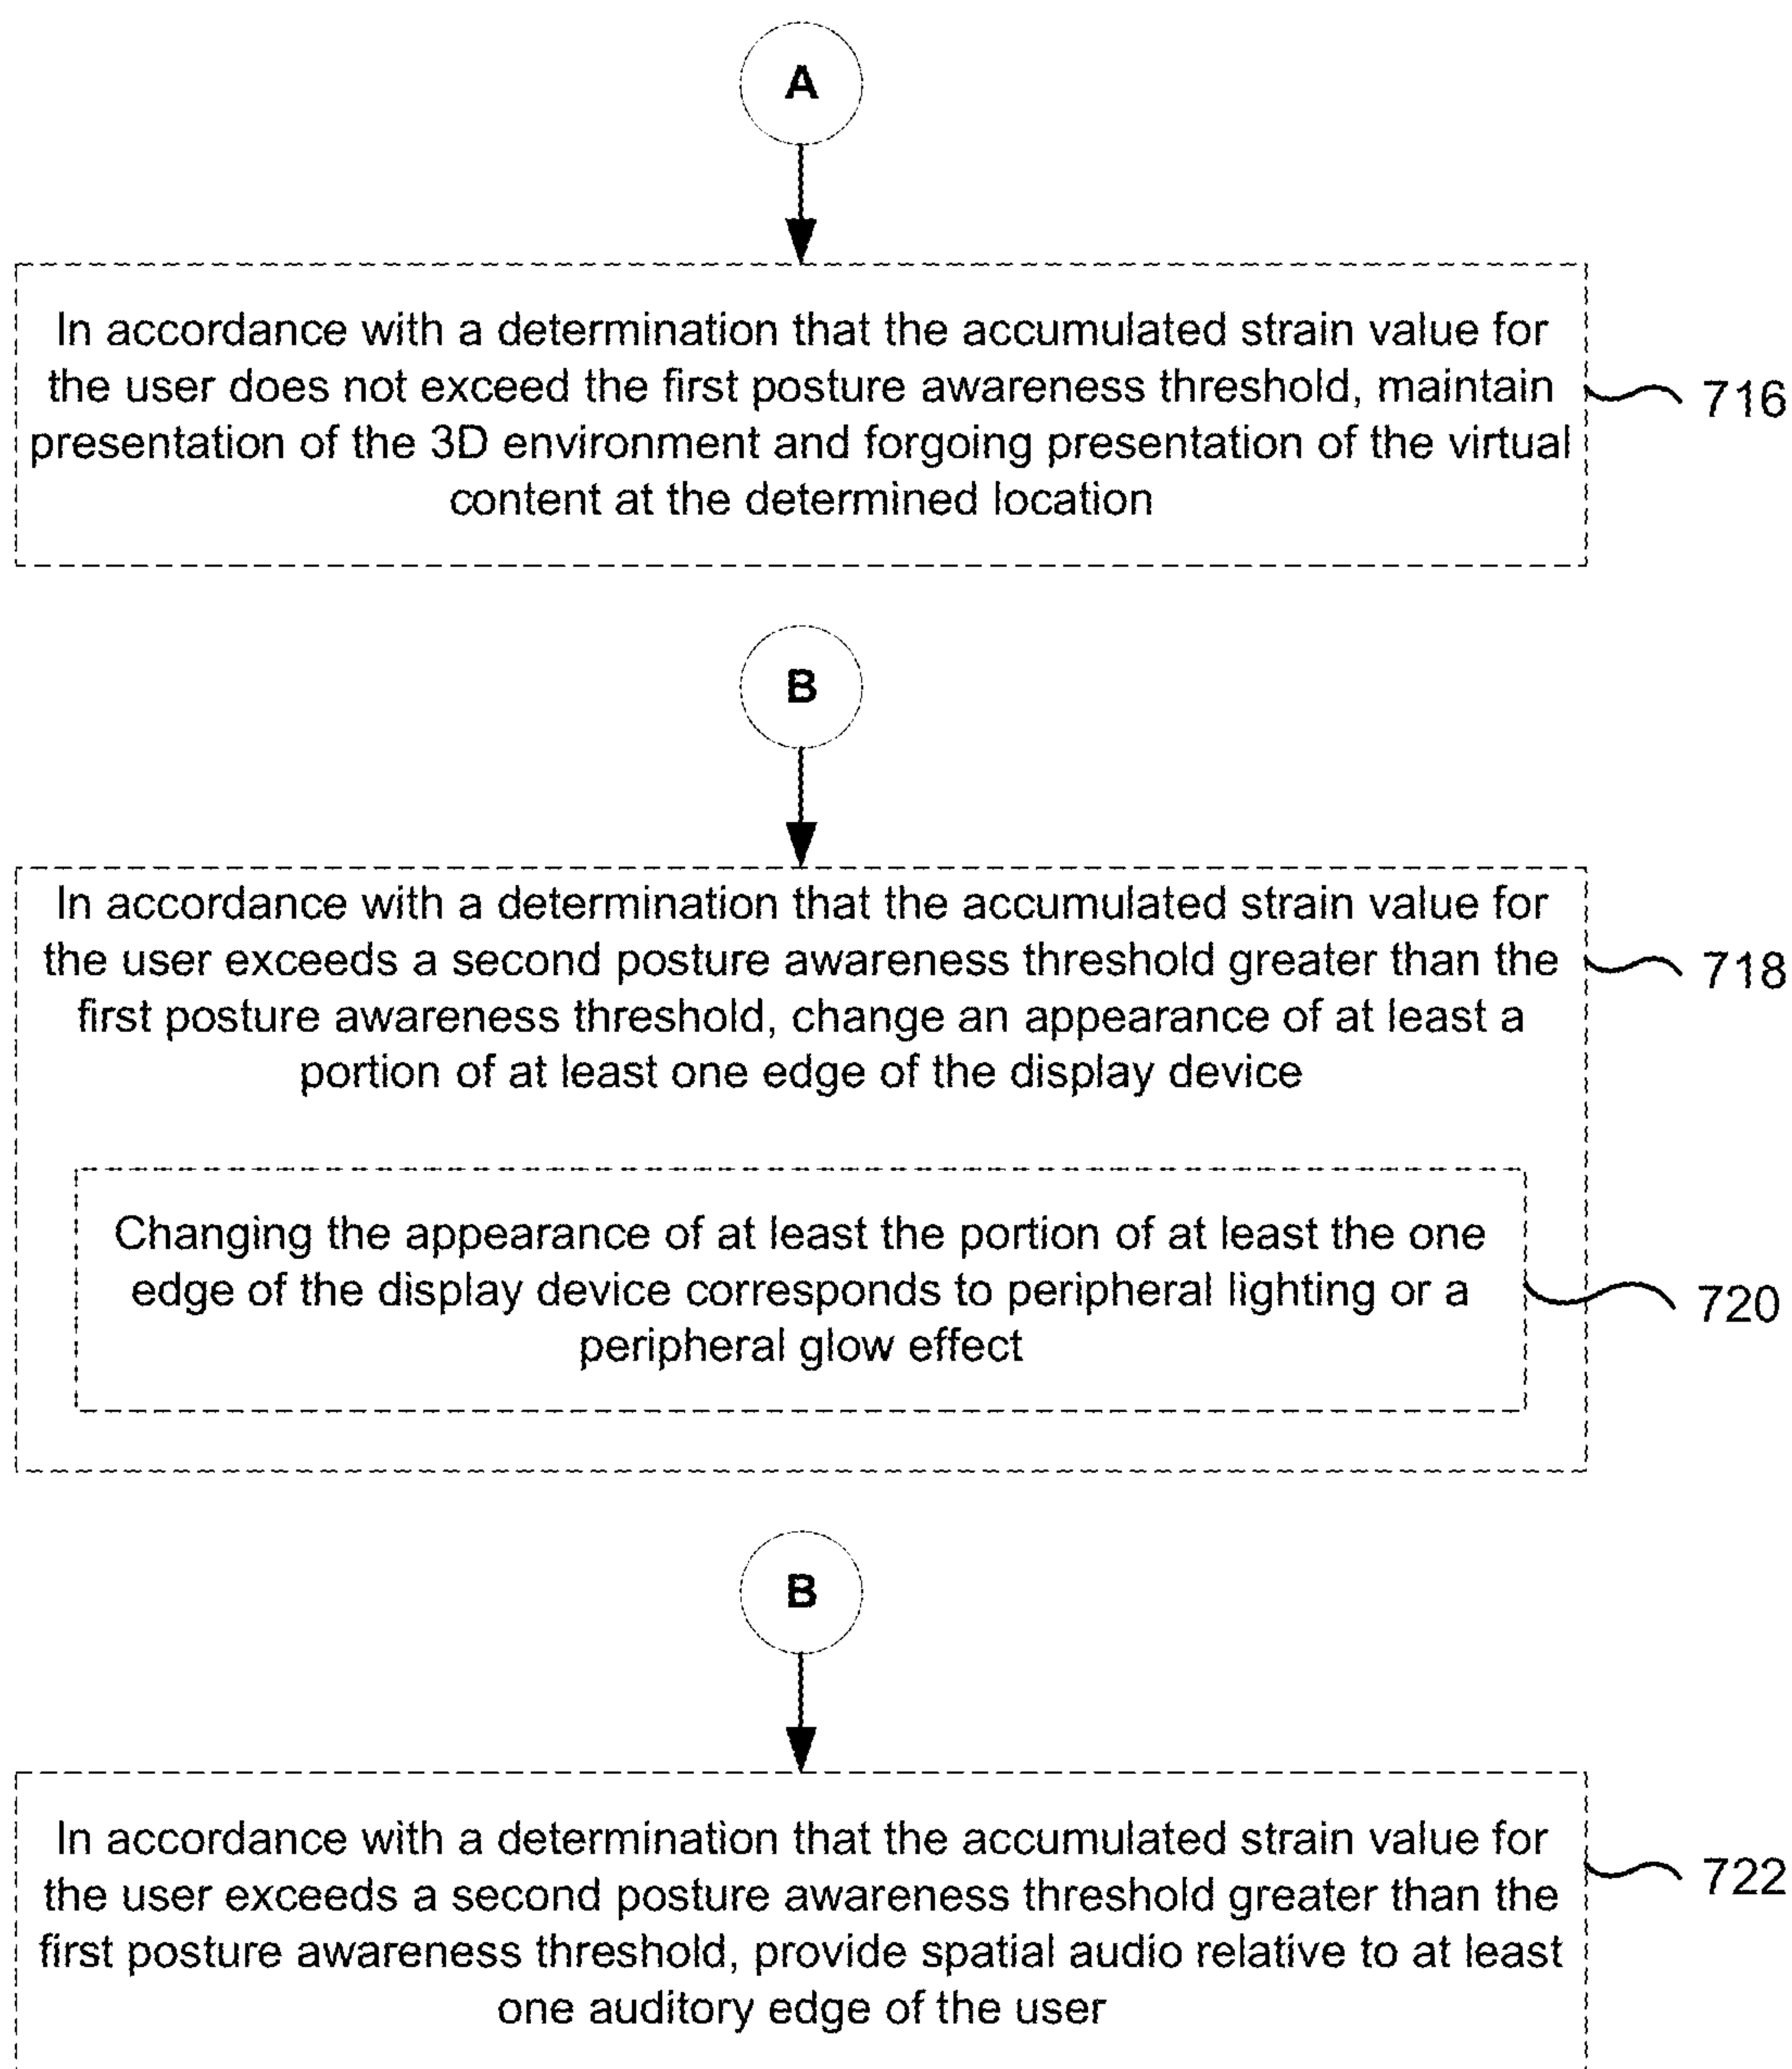 A
In accordance with a determination that the accumulated strain value for
the user does not exceed the first posture awareness threshold, maintain
presentation of the 3D environment and forgoing presentation of the virtual
content at the determined location
716
B
In accordance with a determination that the accumulated strain value for
the user exceeds a second posture awareness threshold greater than the
first posture awareness threshold, change an appearance of at least a
portion of at least one edge of the display device
718
Changing the appearance of at least the portion of at least the one
edge of the display device corresponds to peripheral lighting or a
peripheral glow effect
720
B
In accordance with a determination that the accumulated strain value for
the user exceeds a second posture awareness threshold greater than the
first posture awareness threshold, provide spatial audio relative to at least
one auditory edge of the user
722